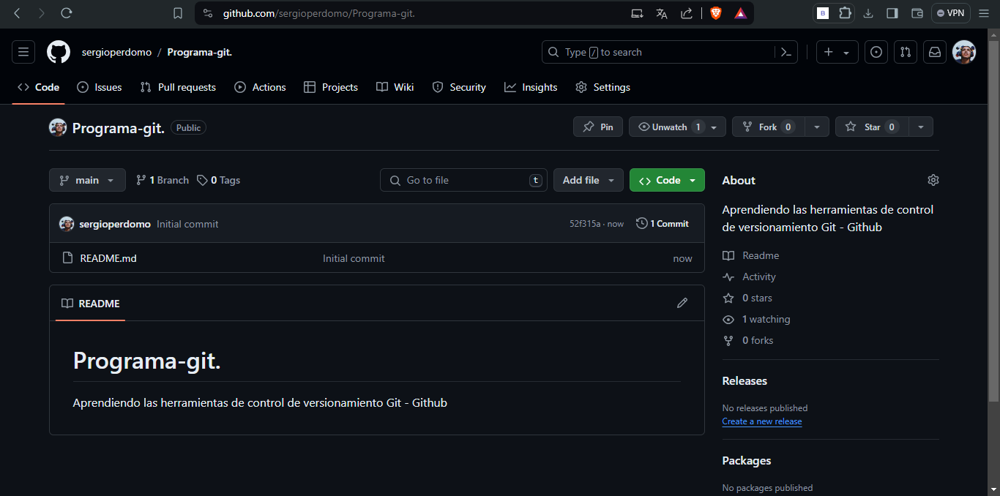 github.com/sergioperdomo/Programa-git.
VPN
sergioperdomo / Programa-git.
Type / to search
Code Issues Pull requests Actions Projects Wiki Security Insights Settings
Programa-git. Public
Pin Unwatch 1 Fork 0 Star 0
main 1 Branch 0 Tags
Go to file t Add file Code
sergioperdomo Initial commit 52f315a · now 1 Commit
README.md Initial commit now
README
Programa-git.
Aprendiendo las herramientas de control de versionamiento Git - Github
About
Aprendiendo las herramientas de control
de versionamiento Git - Github
Readme
Activity
0 stars
1 watching
0 forks
Releases
No releases published
Create a new release
Packages
No packages published